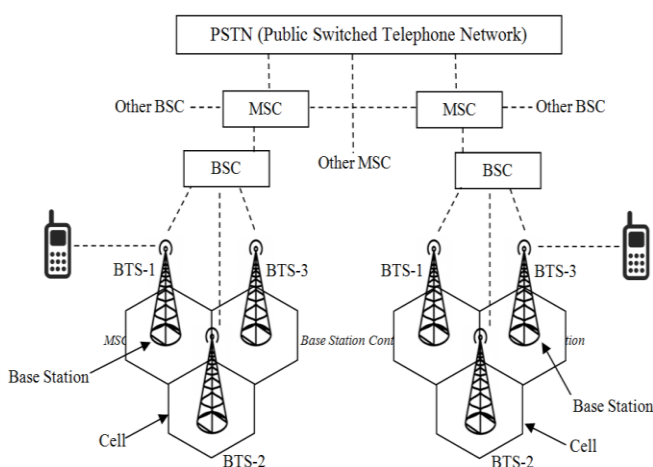 PSTN (Public Switched Telephone Network)
Other BSC
MSC
MSC
Other BSC
Other MSC
BSC
BSC
BTS-1
BTS-3
BTS-1
BTS-3
MSC
Base Station Cont
Base Station
Base Station
Cell
Cell
BTS-2
BTS-2